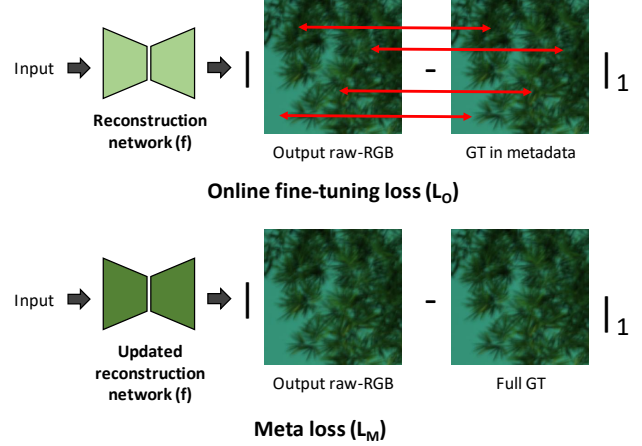 Input
| - |1
Reconstruction
network (f)
Output raw-RGB
GT in metadata
Online fine-tuning loss (LO)
Input
| - |1
Updated
reconstruction
network (f)
Output raw-RGB
Full GT
Meta loss (LM)